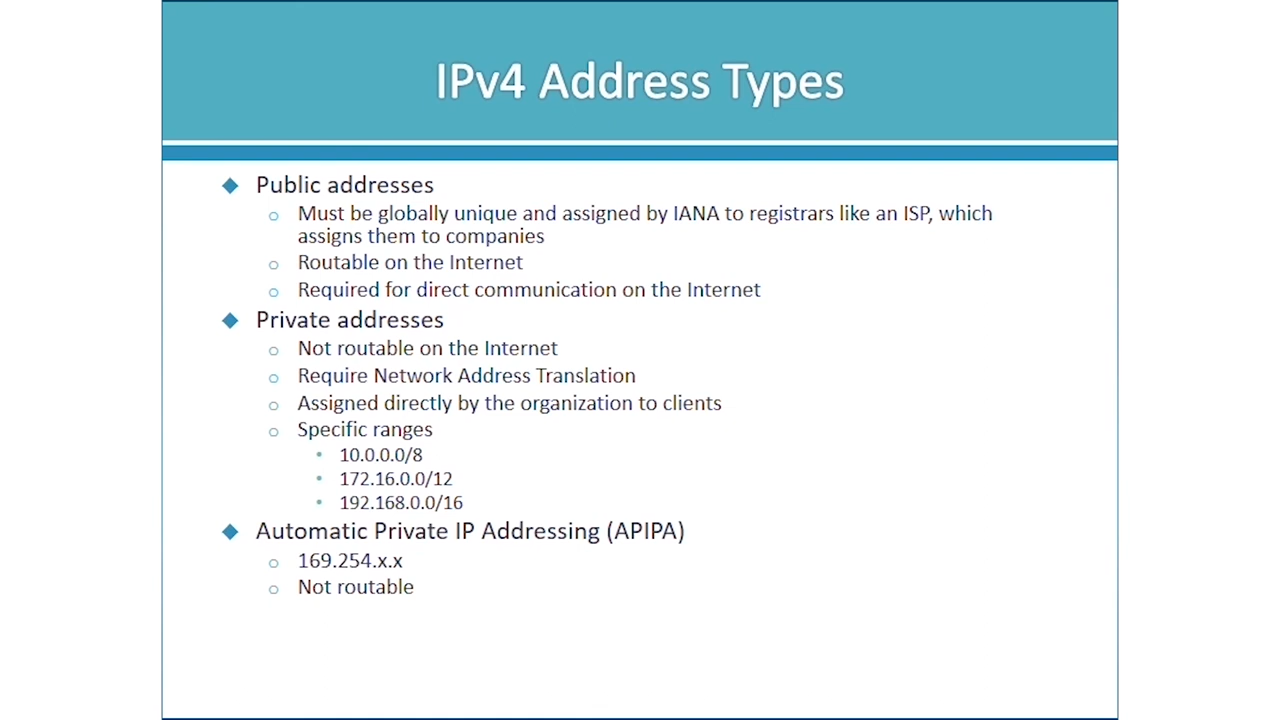 IPv4 Address Types
Public addresses
Must be globally unique and assigned by IANA to registrars like an ISP, which
assigns them to companies
Routable on the Internet
Required for direct communication on the Internet
Private addresses
Not routable on the Internet
Require Network Address Translation
Assigned directly by the organization to clients
Specific ranges
10.0.0.0/8
172.16.0.0/12
192.168.0.0/16
Automatic Private IP Addressing (APIPA)
169.254.x.x
Not routable